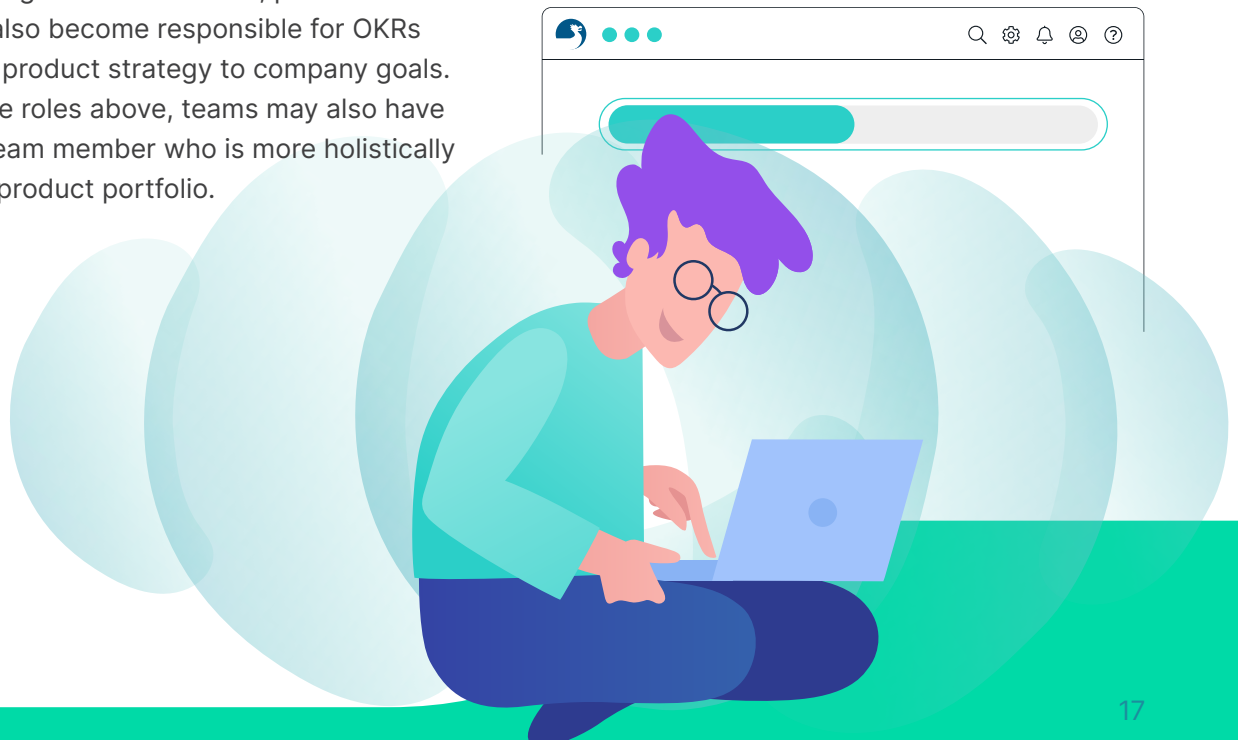 also become responsible for OKRs
product strategy to company goals.
roles above, teams may also have
member who is more holistically
product portfolio.
17